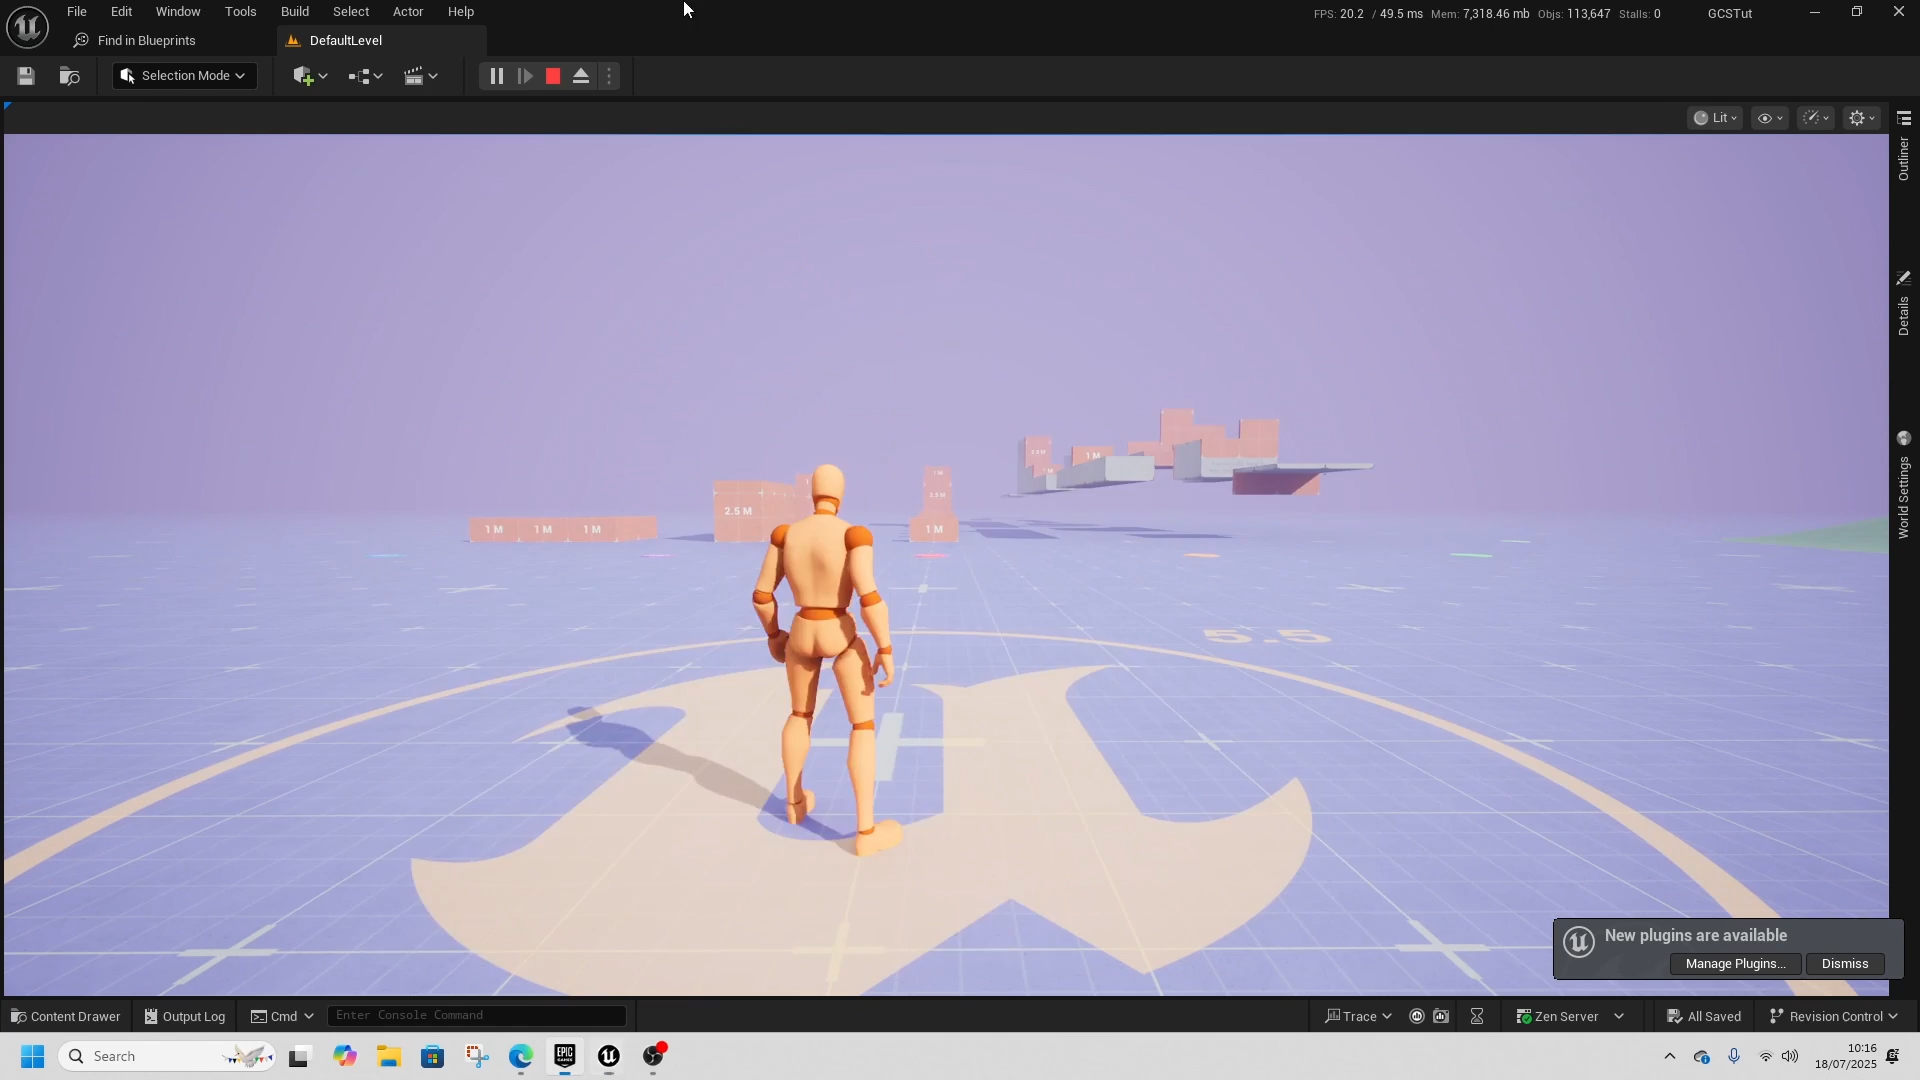 File Edit Window Tools Build Select Actor Help
FPS: 20.2 / 49.5 ms Mem: 7,318.46 mb Objs: 113,647 Stalls: 0 GCSTut
Find in Blueprints DefaultLevel
Selection Mode
Lit
Outliner
Details
World Settings
1 M
2.5 M
1 M 1 M 1 M
1 M
5.5
New plugins are available
Manage Plugins... Dismiss
Content Drawer Output Log Cmd Enter Console Command Trace Zen Server All Saved Revision Control
Search
EPIC GAMES
10:16
18/07/2025